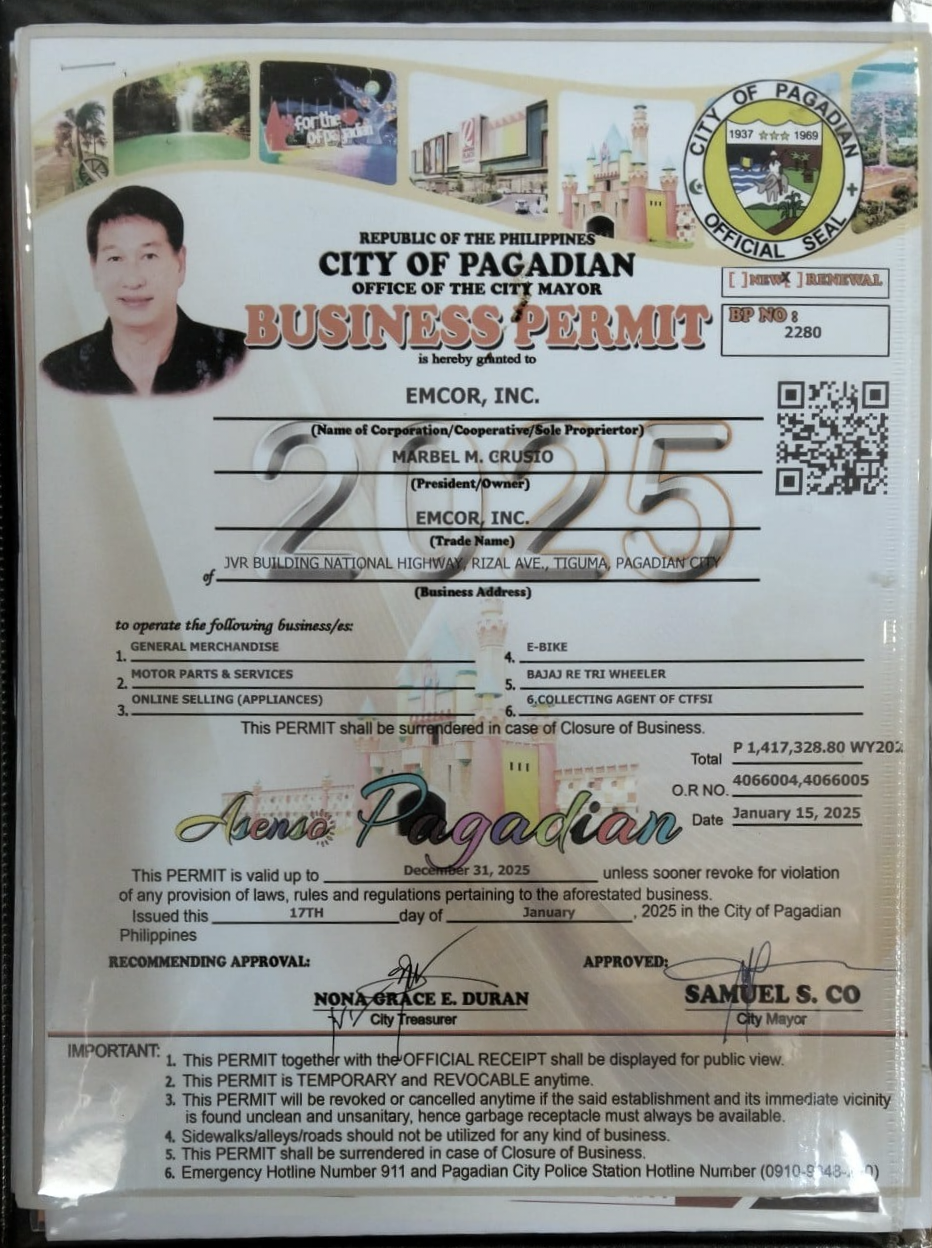 for the
of pagadian
CITY OF PAGADIAN
1937 1969
OFFICIAL SEAL
REPUBLIC OF THE PHILIPPINES
CITY OF PAGADIAN
OFFICE OF THE CITY MAYOR
[ ] NEW [X] RENEWAL
BUSINESS PERMIT
BP NO :
2280
is hereby granted to
EMCOR, INC.
(Name of Corporation/Cooperative/Sole Propriertor)
2025
MARBEL M. CRUSIO
(President/Owner)
EMCOR, INC.
(Trade Name)
of JVR BUILDING NATIONAL HIGHWAY, RIZAL AVE., TIGUMA, PAGADIAN CITY
(Business Address)
to operate the following business/es:
1. GENERAL MERCHANDISE
2. MOTOR PARTS & SERVICES
3. ONLINE SELLING (APPLIANCES)
4. E-BIKE
5. BAJAJ RE TRI WHEELER
6. 6,COLLECTING AGENT OF CTFSI
This PERMIT shall be surrendered in case of Closure of Business.
Total P 1,417,328.80
O.R NO. 4066004,4066005
Date January 15, 2025
Asenso Pagadian
This PERMIT is valid up to December 31, 2025 unless sooner revoke for violation
of any provision of laws, rules and regulations pertaining to the aforestated business.
Issued this 17TH day of January, 2025 in the City of Pagadian
Philippines
RECOMMENDING APPROVAL:
NONA GRACE E. DURAN
City Treasurer
APPROVED:
SAMUEL S. CO
City Mayor
IMPORTANT:
1. This PERMIT together with the OFFICIAL RECEIPT shall be displayed for public view.
2. This PERMIT is TEMPORARY and REVOCABLE anytime.
3. This PERMIT will be revoked or cancelled anytime if the said establishment and its immediate vicinity
is found unclean and unsanitary, hence garbage receptacle must always be available.
4. Sidewalks/alleys/roads should not be utilized for any kind of business.
5. This PERMIT shall be surrendered in case of Closure of Business.
6. Emergency Hotline Number 911 and Pagadian City Police Station Hotline Number